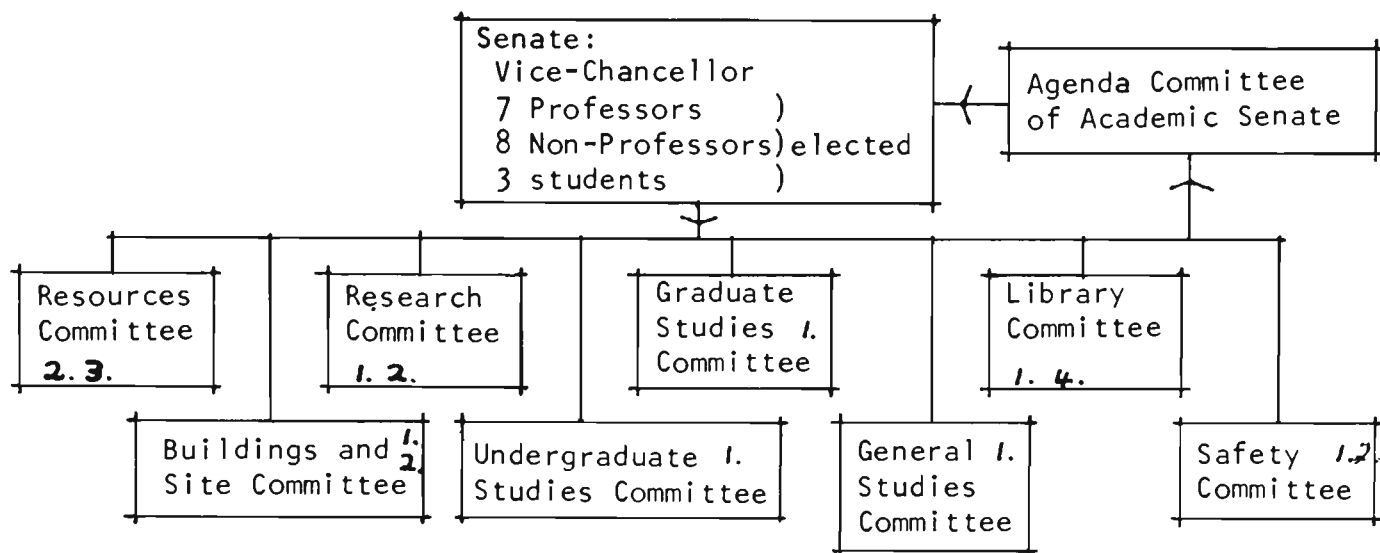 Senate:
Vice-Chancellor
7 Professors )
8 Non-Professors)elected
3 students )
Agenda Committee
of Academic Senate
Resources
Committee
2. 3.
Research
Committee
1. 2.
Graduate
Studies 1.
Committee
Library
Committee
1. 4.
Buildings and 1.
2.
Site Committee
Undergraduate 1.
Studies Committee
General 1.
Studies
Committee
Safety 1.2.
Committee